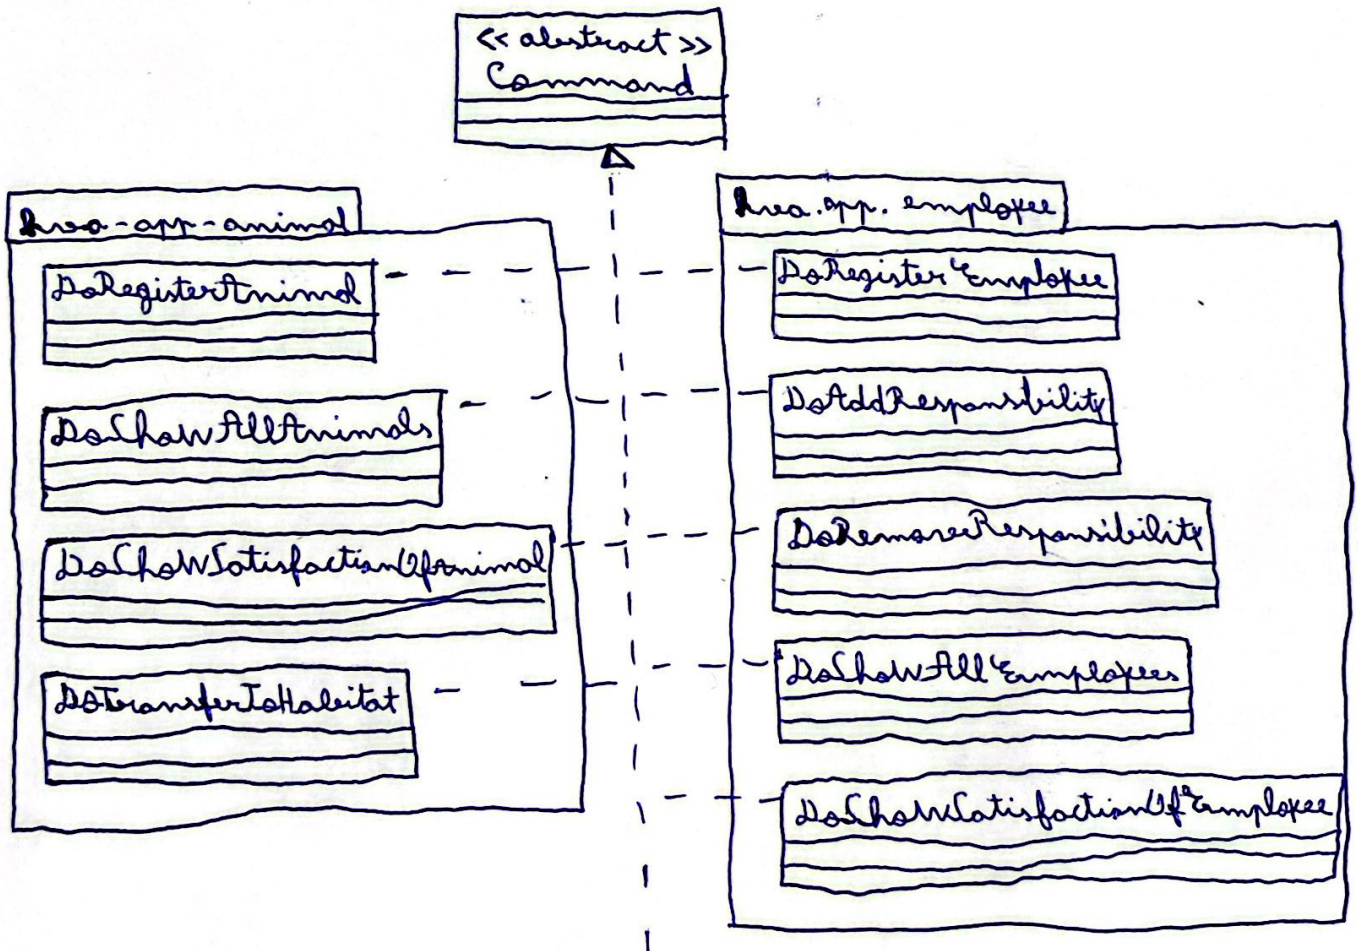 <<abstract>>
Command
hva-app-animal
DoRegisterAnimal
DoShowAllAnimals
DoShowSatisfactionOfAnimal
DoTransferToHabitat
hva.app.employee
DoRegisterEmployee
DoAddResponsibility
DoRemoveResponsibility
DoShowAllEmployees
DoShowSatisfactionOfEmployee